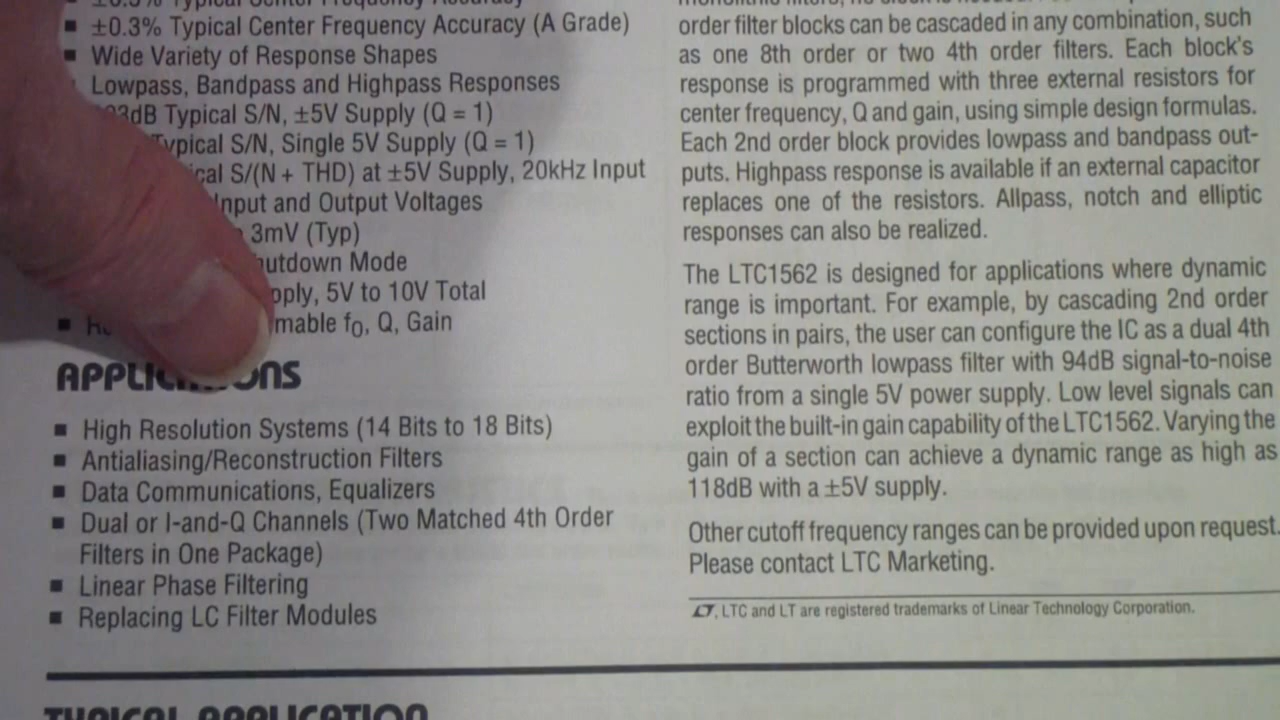 ±0.3% Typical Center Frequency Accuracy (A Grade)
Wide Variety of Response Shapes
Lowpass, Bandpass and Highpass Responses
Typical S/N, ±5V Supply (Q = 1)
S/N, Single 5V Supply (Q = 1)
S/(N + THD) at ±5V Supply, 20kHz Input
Input and Output Voltages
3mV (Typ)
Mode
5V to 10V Total
f0, Q, Gain
APPLICATIONS
■ High Resolution Systems (14 Bits to 18 Bits)
■ Antialiasing/Reconstruction Filters
■ Data Communications, Equalizers
■ Dual or I-and-Q Channels (Two Matched 4th Order
Filters in One Package)
■ Linear Phase Filtering
■ Replacing LC Filter Modules
TYPICAL APPLICATION
order filter blocks can be cascaded in any combination, such
as one 8th order or two 4th order filters. Each block's
response is programmed with three external resistors for
center frequency, Q and gain, using simple design formulas.
Each 2nd order block provides lowpass and bandpass out-
puts. Highpass response is available if an external capacitor
replaces one of the resistors. Allpass, notch and elliptic
responses can also be realized.
The LTC1562 is designed for applications where dynamic
range is important. For example, by cascading 2nd order
sections in pairs, the user can configure the IC as a dual 4th
order Butterworth lowpass filter with 94dB signal-to-noise
ratio from a single 5V power supply. Low level signals can
exploit the built-in gain capability of the LTC1562. Varying the
gain of a section can achieve a dynamic range as high as
118dB with a ±5V supply.
Other cutoff frequency ranges can be provided upon request.
Please contact LTC Marketing.
LT, LTC and LT are registered trademarks of Linear Technology Corporation.